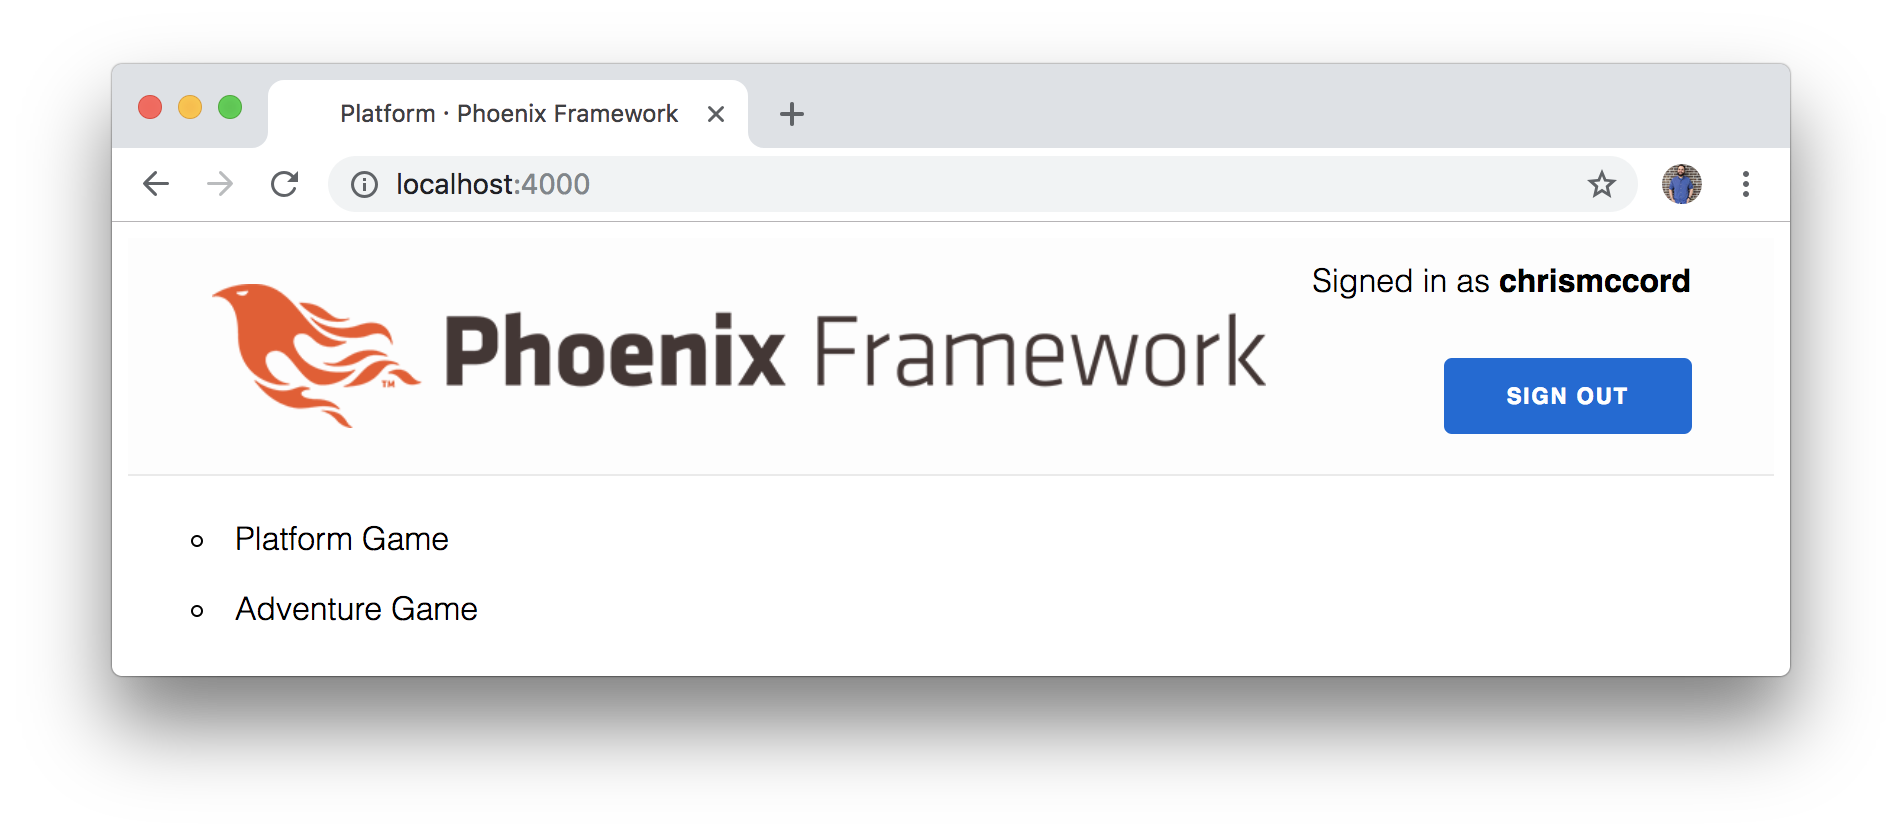 Platform · Phoenix Framework
localhost:4000
Signed in as chrismccord
Phoenix Framework
TM
SIGN OUT
Platform Game
Adventure Game